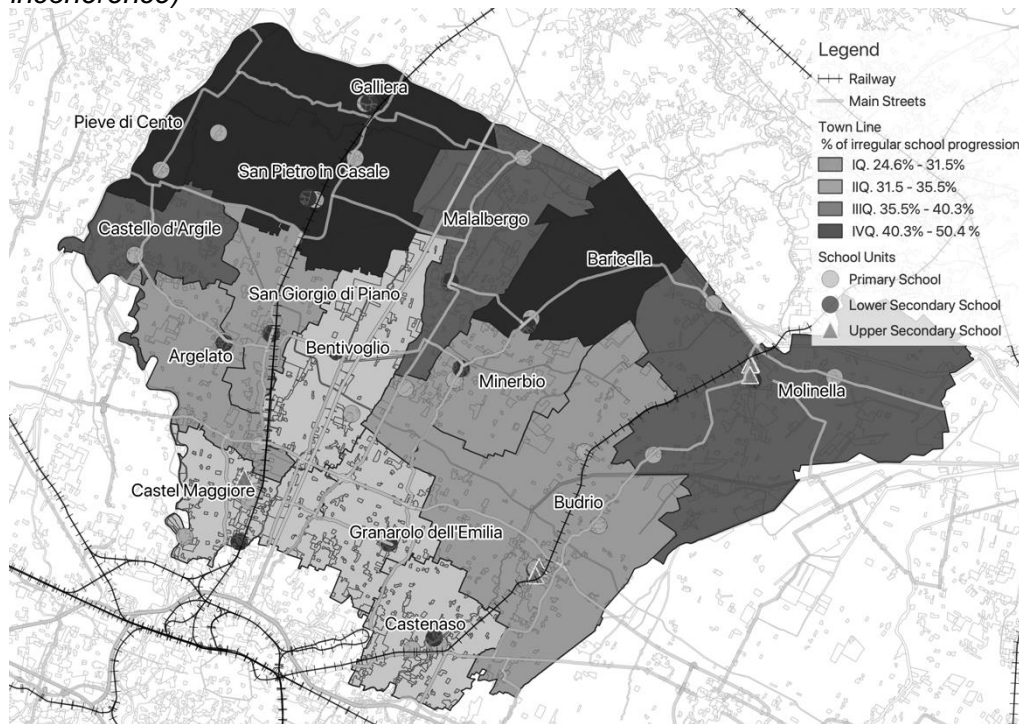 incoherence)
Legend
Railway
Main Streets
Town Line
% of irregular school progression
IQ. 24.6% - 31.5%
IIQ. 31.5 - 35.5%
IIIQ. 35.5% - 40.3%
IVQ. 40.3% - 50.4 %
School Units
Primary School
Lower Secondary School
Upper Secondary School
Galliera
Pieve di Cento
San Pietro in Casale
Malalbergo
Castello d'Argile
Baricella
San Giorgio di Piano
Argelato
Bentivoglio
Minerbio
Molinella
Castel Maggiore
Budrio
Granarolo dell'Emilia
Castenaso